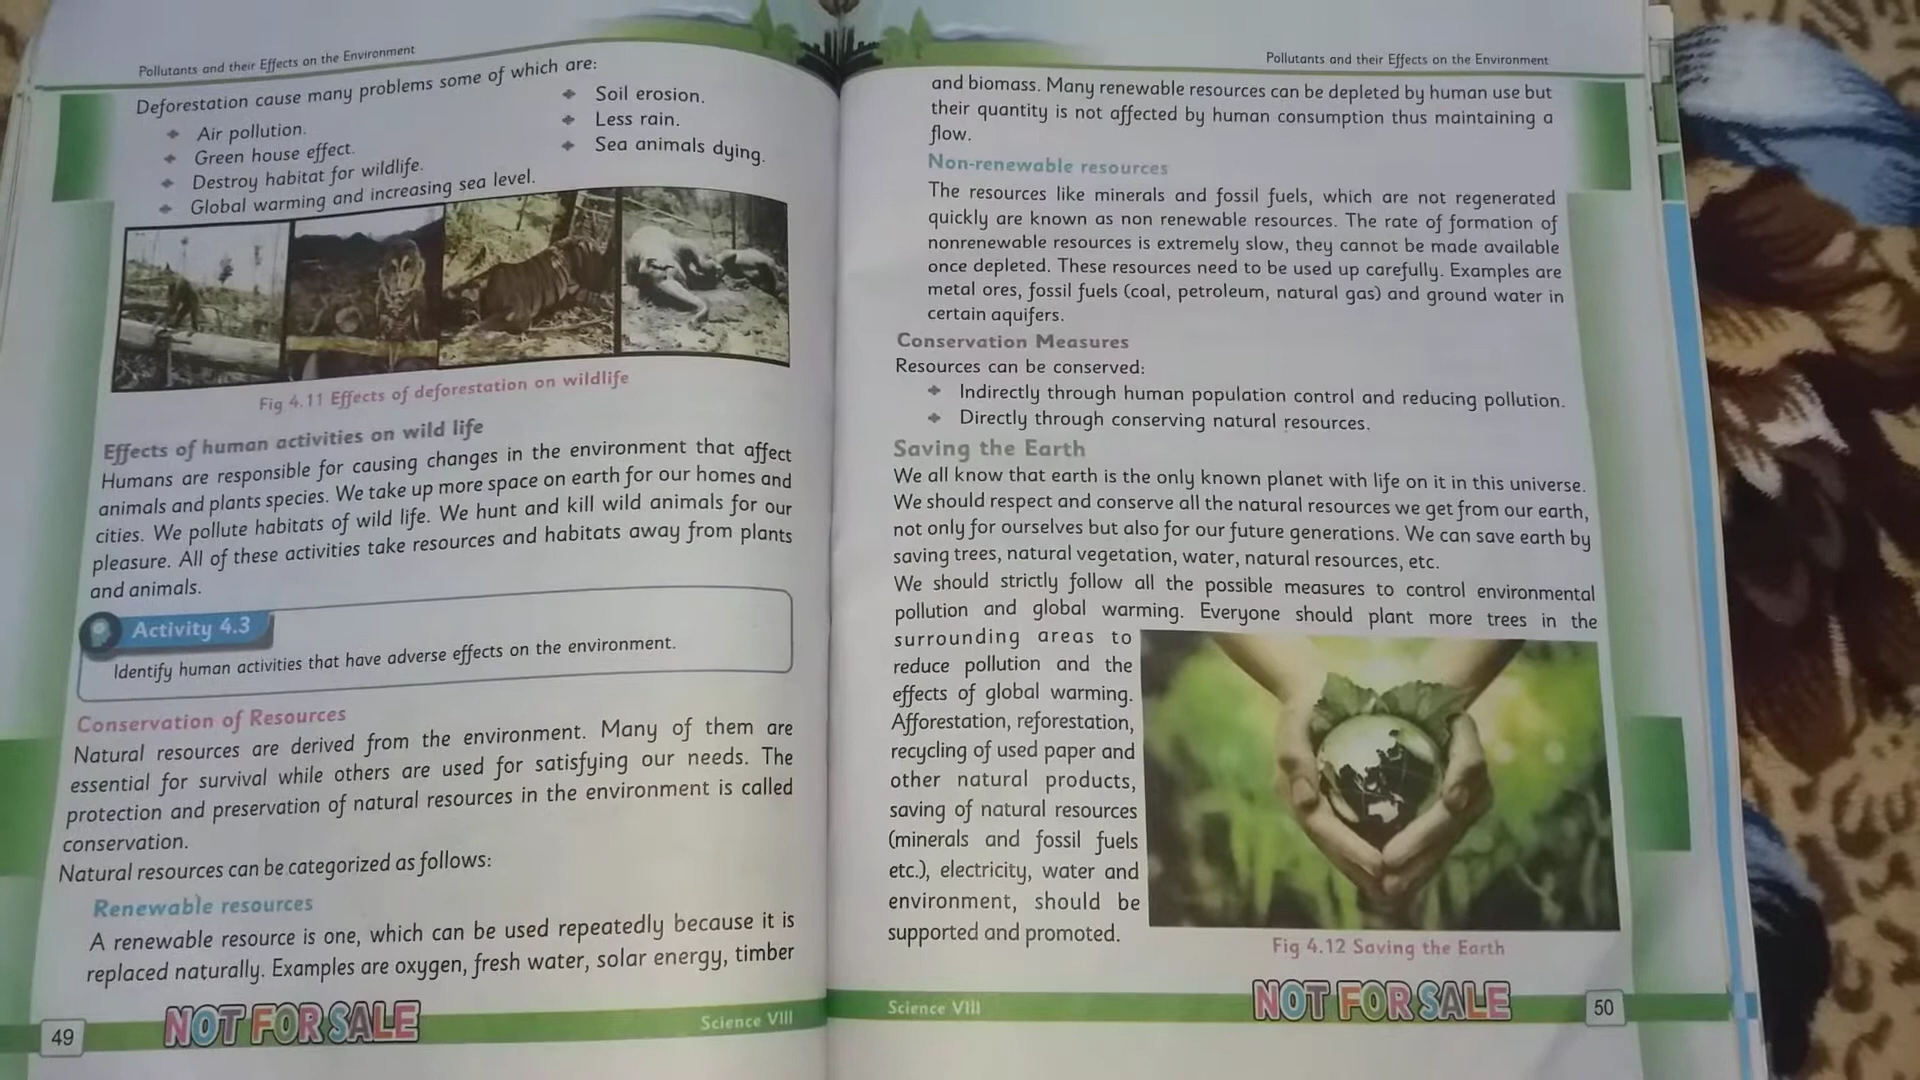 Pollutants and their Effects on the Environment
Deforestation cause many problems some of which are:
Air pollution.
Green house effect.
Destroy habitat for wildlife.
Global warming and increasing sea level.
Soil erosion.
Less rain.
Sea animals dying.
Fig 4.11 Effects of deforestation on wildlife
Effects of human activities on wild life
Humans are responsible for causing changes in the environment that affect
animals and plants species. We take up more space on earth for our homes and
cities. We pollute habitats of wild life. We hunt and kill wild animals for our
pleasure. All of these activities take resources and habitats away from plants
and animals.
Activity 4.3
Identify human activities that have adverse effects on the environment.
Conservation of Resources
Natural resources are derived from the environment. Many of them are
essential for survival while others are used for satisfying our needs. The
protection and preservation of natural resources in the environment is called
conservation.
Natural resources can be categorized as follows:
Renewable resources
A renewable resource is one, which can be used repeatedly because it is
replaced naturally. Examples are oxygen, fresh water, solar energy, timber
49
NOT FOR SALE
Science VIII
Pollutants and their Effects on the Environment
and biomass. Many renewable resources can be depleted by human use but
their quantity is not affected by human consumption thus maintaining a
flow.
Non-renewable resources
The resources like minerals and fossil fuels, which are not regenerated
quickly are known as non renewable resources. The rate of formation of
nonrenewable resources is extremely slow, they cannot be made available
once depleted. These resources need to be used up carefully. Examples are
metal ores, fossil fuels (coal, petroleum, natural gas) and ground water in
certain aquifers.
Conservation Measures
Resources can be conserved:
Indirectly through human population control and reducing pollution.
Directly through conserving natural resources.
Saving the Earth
We all know that earth is the only known planet with life on it in this universe.
We should respect and conserve all the natural resources we get from our earth,
not only for ourselves but also for our future generations. We can save earth by
saving trees, natural vegetation, water, natural resources, etc.
We should strictly follow all the possible measures to control environmental
pollution and global warming. Everyone should plant more trees in the
surrounding areas to
reduce pollution and the
effects of global warming.
Afforestation, reforestation,
recycling of used paper and
other natural products,
saving of natural resources
(minerals and fossil fuels
etc.), electricity, water and
environment, should be
supported and promoted.
Fig 4.12 Saving the Earth
Science VIII
NOT FOR SALE
50